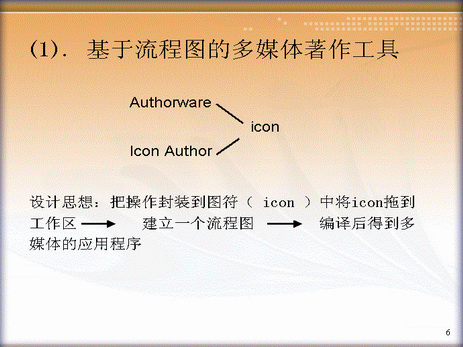 (1). 基于流程图的多媒体著作工具
Authorware
icon
Icon Author
设计思想：把操作封装到图符（ icon ）中将icon拖到
工作区 建立一个流程图 编译后得到多
媒体的应用程序
6